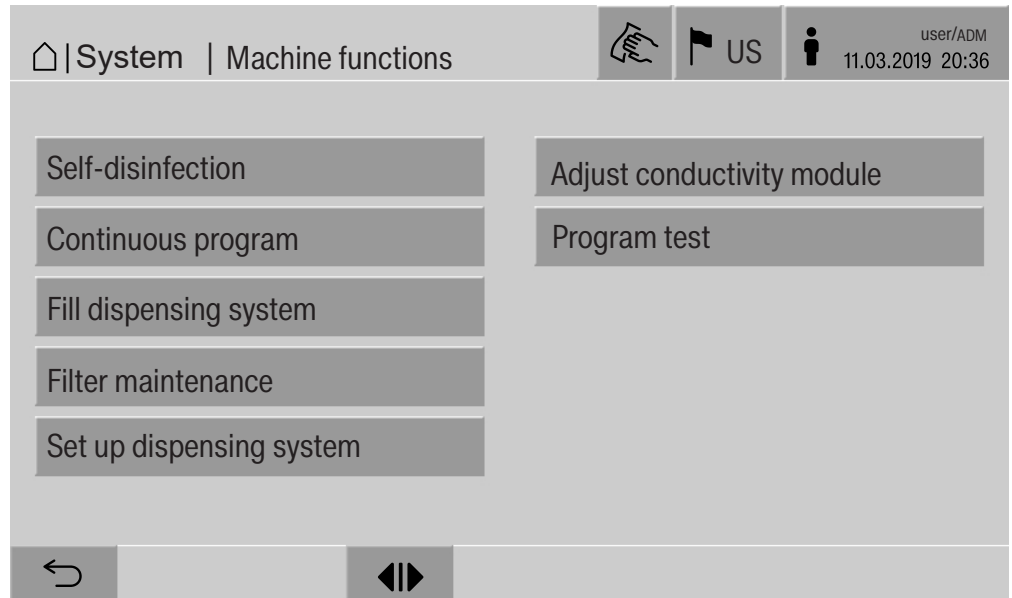 | System | Machine functions
US
user/ADM
11.03.2019 20:36
Self-disinfection
Continuous program
Fill dispensing system
Filter maintenance
Set up dispensing system
Adjust conductivity module
Program test